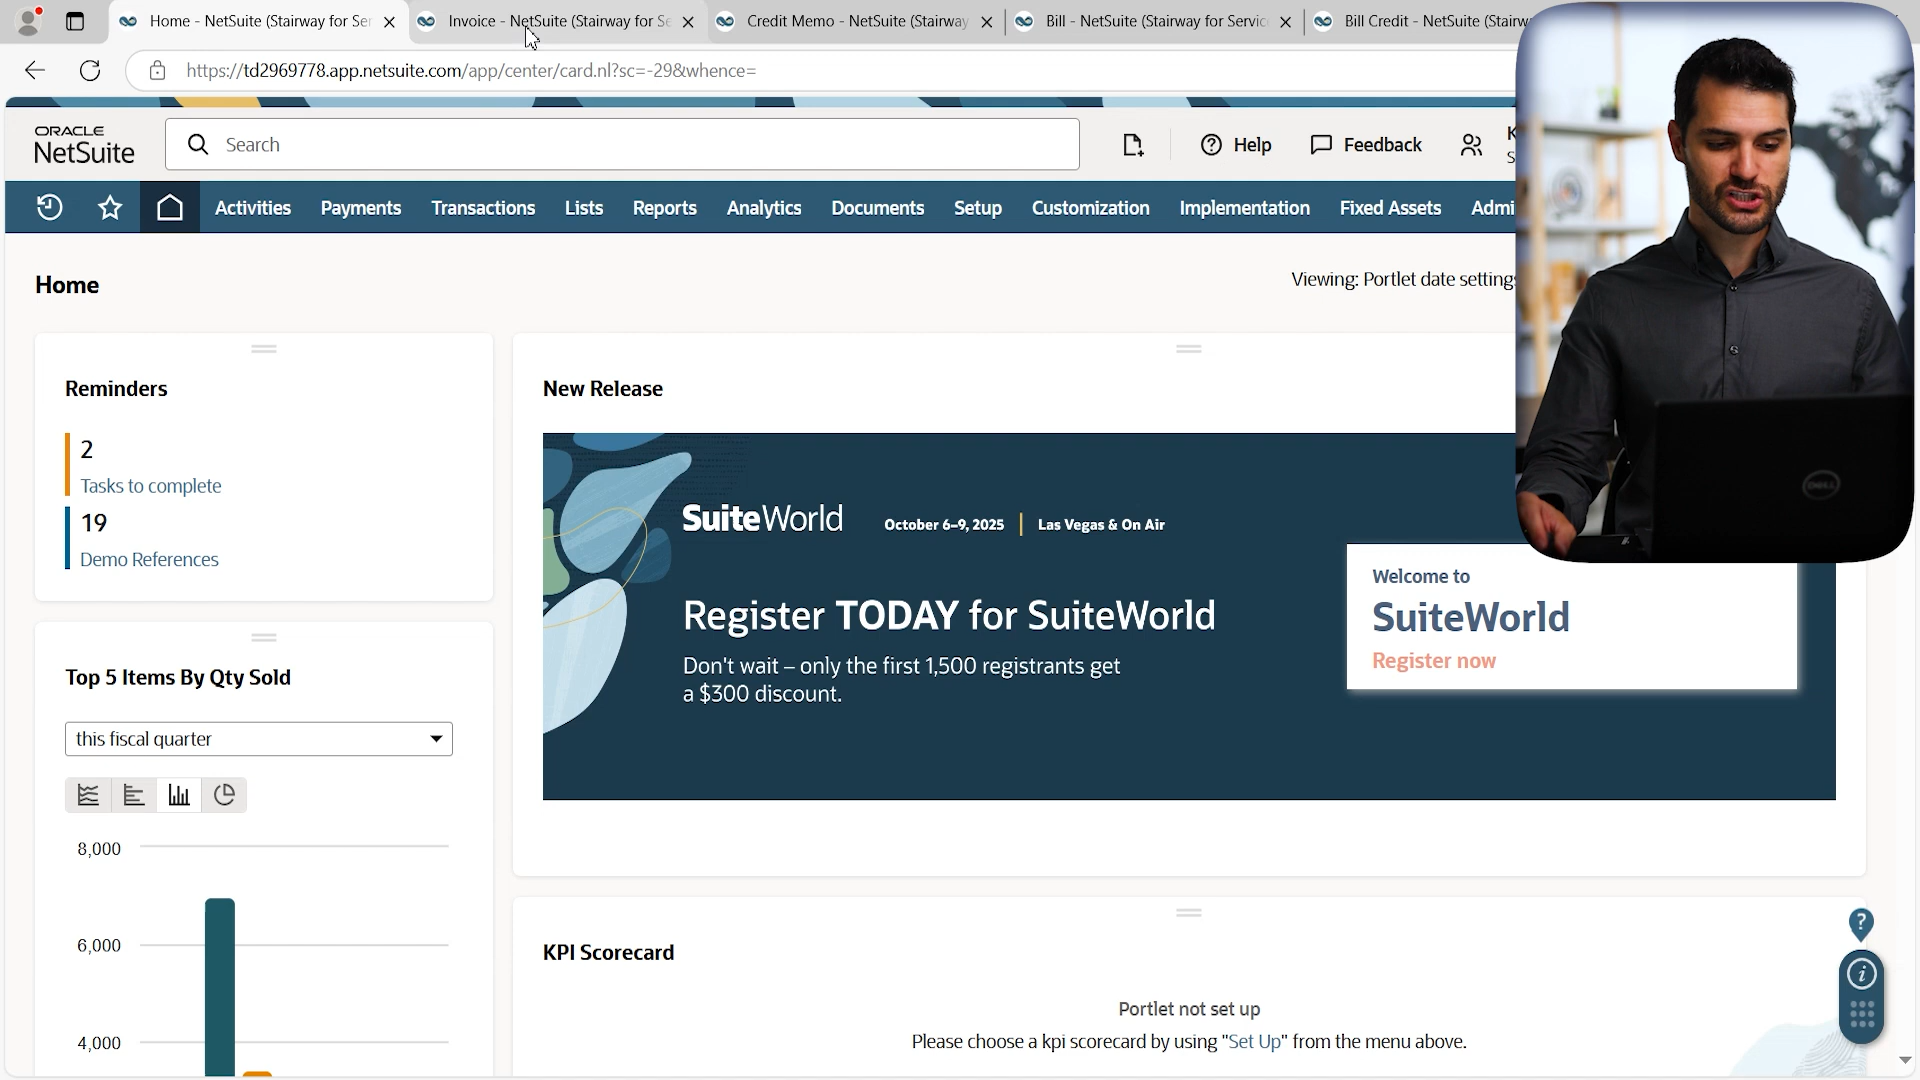 Home - NetSuite (Stairway for Ser
Invoice - NetSuite (Stairway for Se
Credit Memo - NetSuite (Stairway
Bill - NetSuite (Stairway for Service
Bill Credit - NetSuite (Stairw
https://td2969778.app.netsuite.com/app/center/card.nl?sc=-29&whence=
ORACLE
NetSuite
Search
Help
Feedback
K
S
Activities
Payments
Transactions
Lists
Reports
Analytics
Documents
Setup
Customization
Implementation
Fixed Assets
Admi
Home
Viewing: Portlet date settings
Reminders
2
Tasks to complete
19
Demo References
New Release
SuiteWorld
October 6–9, 2025
Las Vegas & On Air
Register TODAY for SuiteWorld
Don't wait – only the first 1,500 registrants get
a $300 discount.
Welcome to
SuiteWorld
Register now
DELL
Top 5 Items By Qty Sold
this fiscal quarter
8,000
6,000
4,000
KPI Scorecard
Portlet not set up
Please choose a kpi scorecard by using "Set Up" from the menu above.